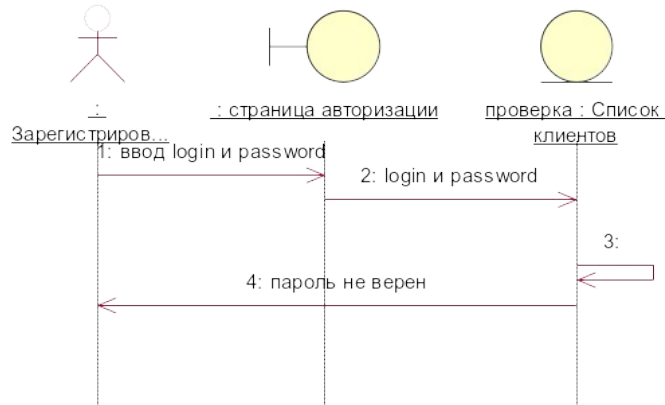 :
Зарегистриров...
: страница авторизации
проверка : Список
клиентов
1: ввод login и password
2: login и password
3:
4: пароль не верен